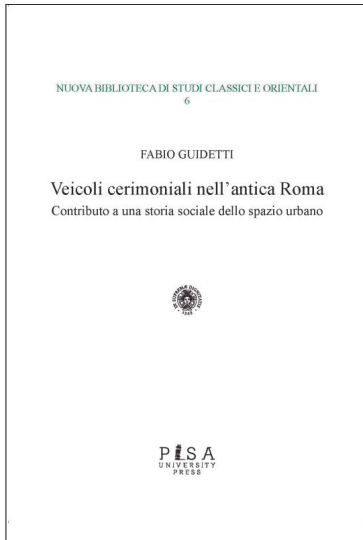 NUOVA BIBLIOTECA DI STUDI CLASSICI E ORIENTALI
6
FABIO GUIDETTI
Veicoli cerimoniali nell'antica Roma
Contributo a una storia sociale dello spazio urbano
PISA
UNIVERSITY
PRESS